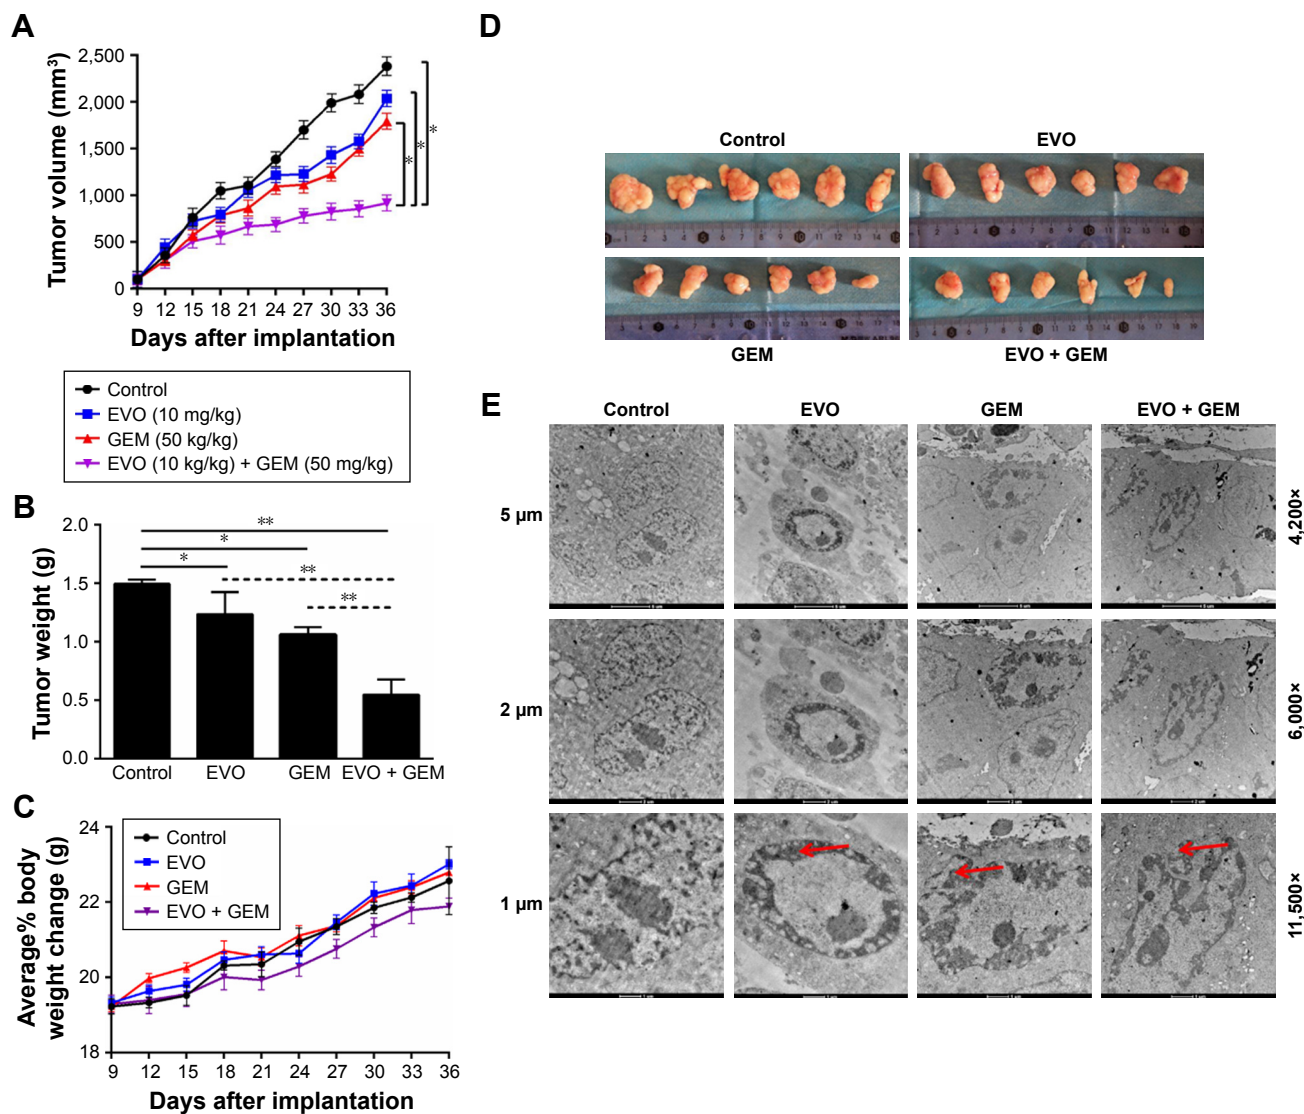 A
Tumor volume (mm³)
2,500
2,000
1,500
1,000
500
0
9 12 15 18 21 24 27 30 33 36
Days after implantation
* * *
Control
EVO (10 mg/kg)
GEM (50 kg/kg)
EVO (10 kg/kg) + GEM (50 mg/kg)
B
Tumor weight (g)
2.0
1.5
1.0
0.5
0.0
**
*
*
**
**
Control EVO GEM EVO + GEM
C
Average% body
weight change (g)
24
22
20
18
Control
EVO
GEM
EVO + GEM
9 12 15 18 21 24 27 30 33 36
Days after implantation
D
Control EVO
GEM EVO + GEM
E
Control EVO GEM EVO + GEM
5 µm
4,200×
2 µm
6,000×
1 µm
11,500×